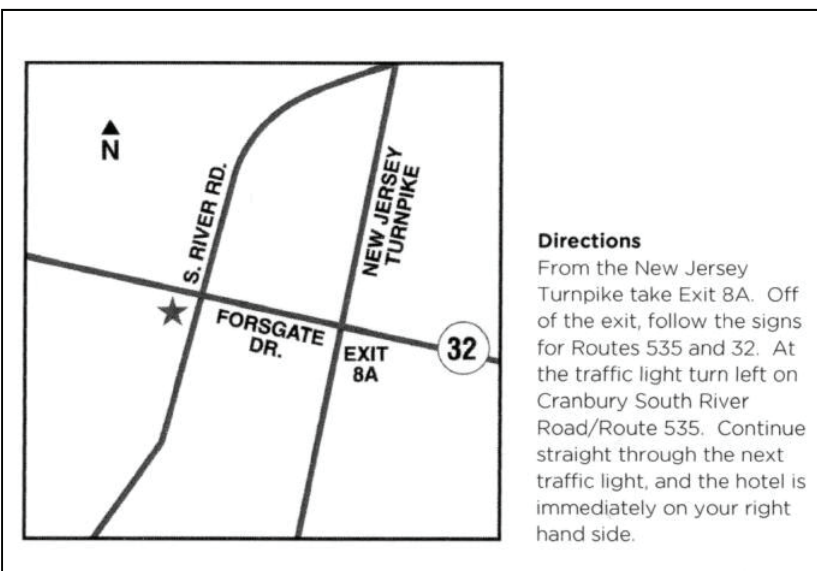 N
S. RIVER RD.
NEW JERSEY
TURNPIKE
FORSGATE
DR.
EXIT
8A
32
Directions
From the New Jersey
Turnpike take Exit 8A.  Off
of the exit, follow the signs
for Routes 535 and 32.  At
the traffic light turn left on
Cranbury South River
Road/Route 535.  Continue
straight through the next
traffic light, and the hotel is
immediately on your right
hand side.